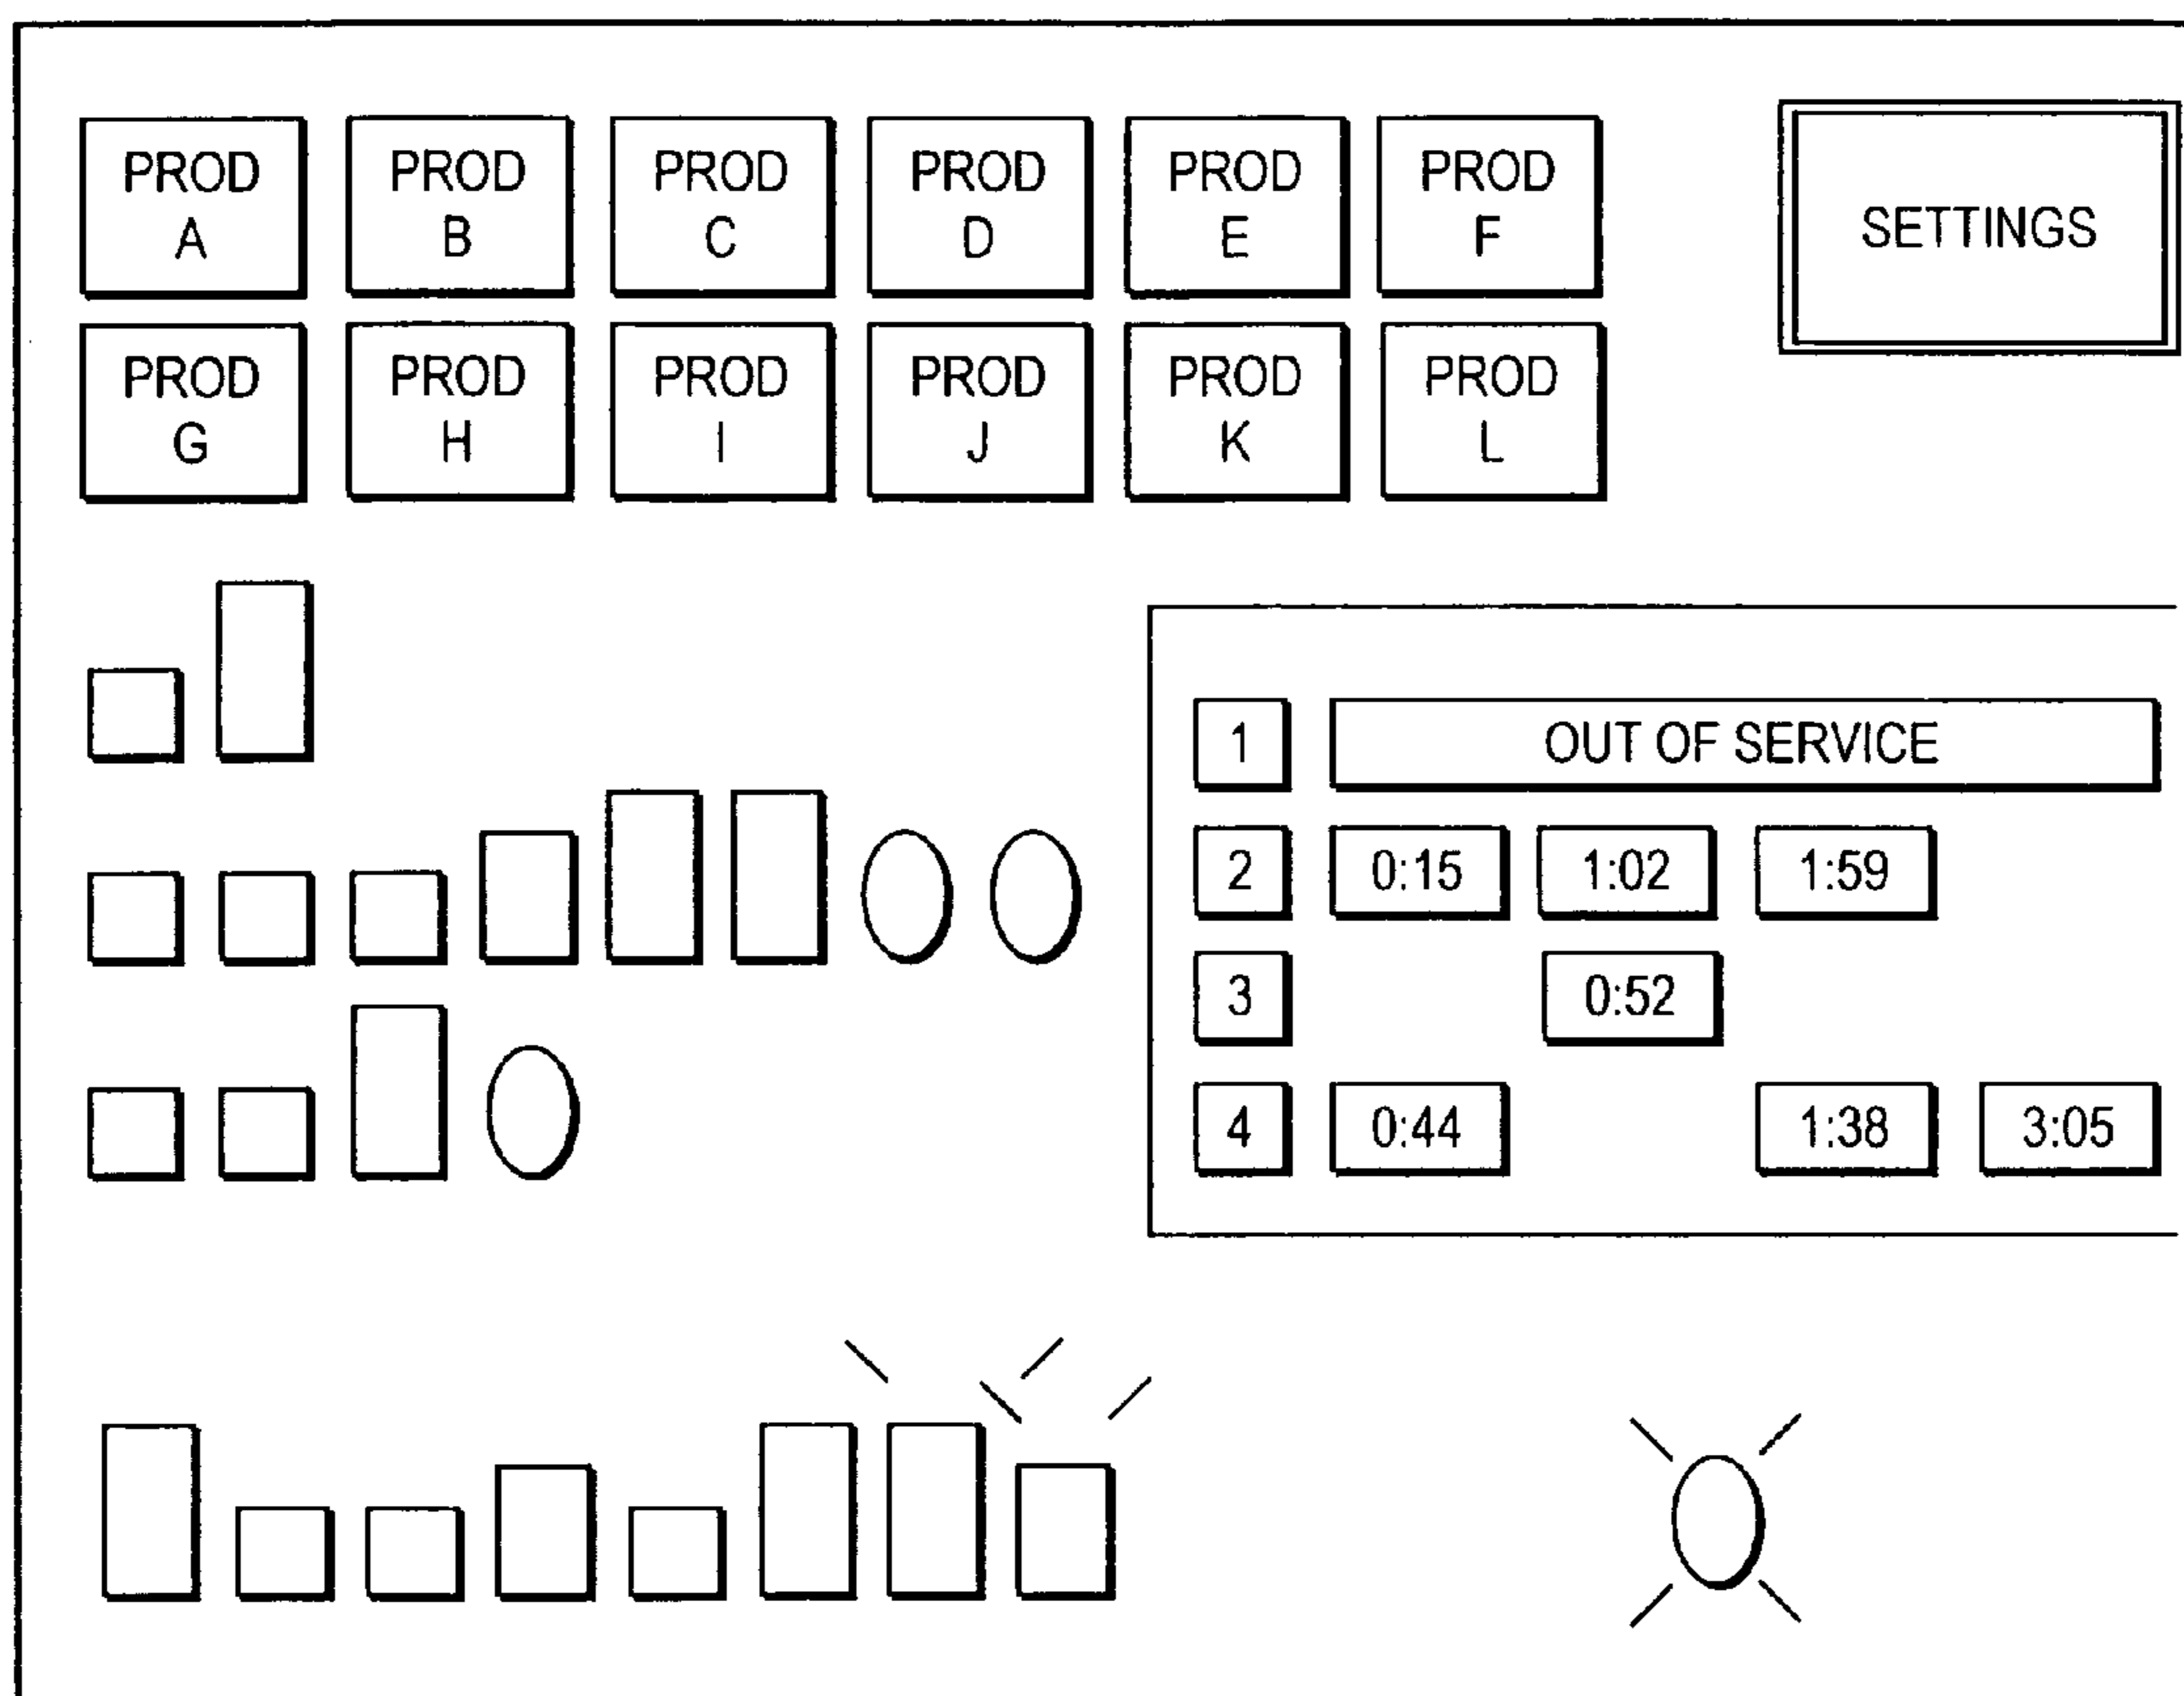 PROD PROD PROD PROD PROD PROD
A B C D E F
SETTINGS
PROD PROD PROD PROD PROD PROD
G H I J K L
1 OUT OF SERVICE
2 0:15 1:02 1:59
3 0:52
4 0:44 1:38 3:05